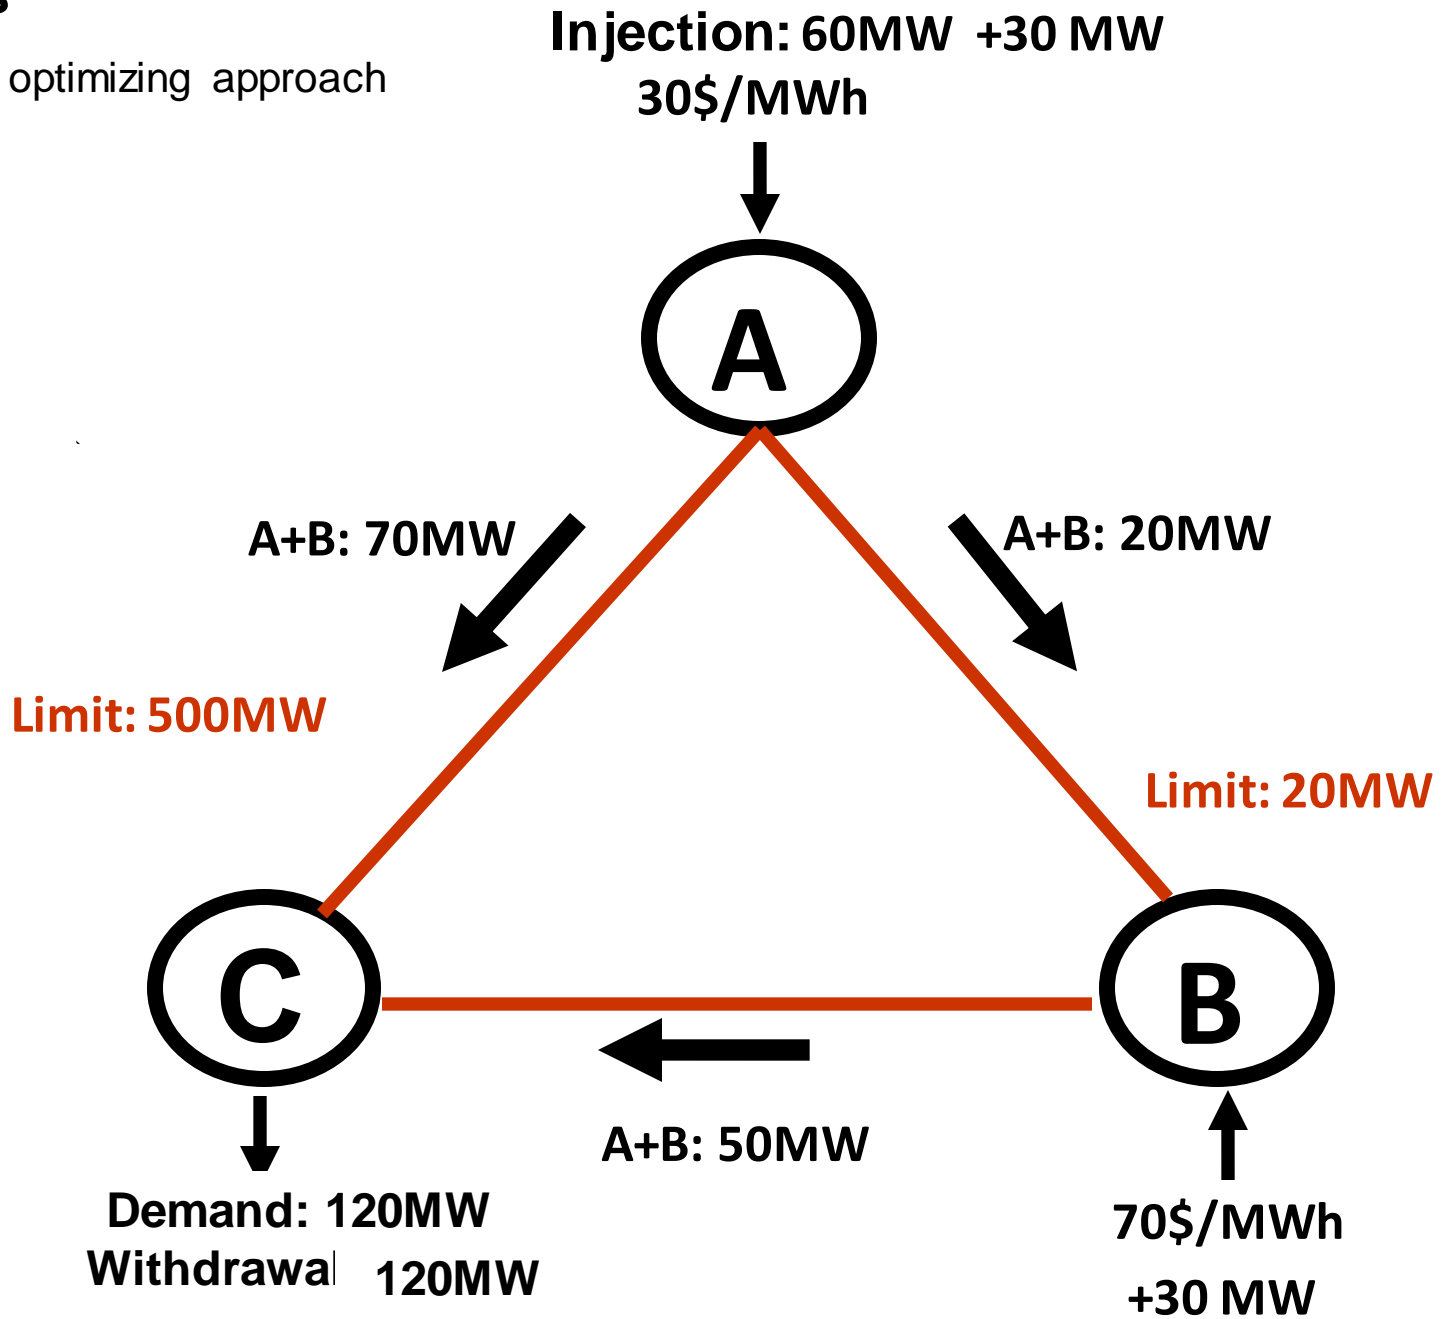 Injection: 60MW +30 MW
optimizing approach
30$/MWh
A
A+B: 70MW
A+B: 20MW
Limit: 500MW
Limit: 20MW
C
B
A+B: 50MW
Demand: 120MW
Withdrawal 120MW
70$/MWh
+30 MW